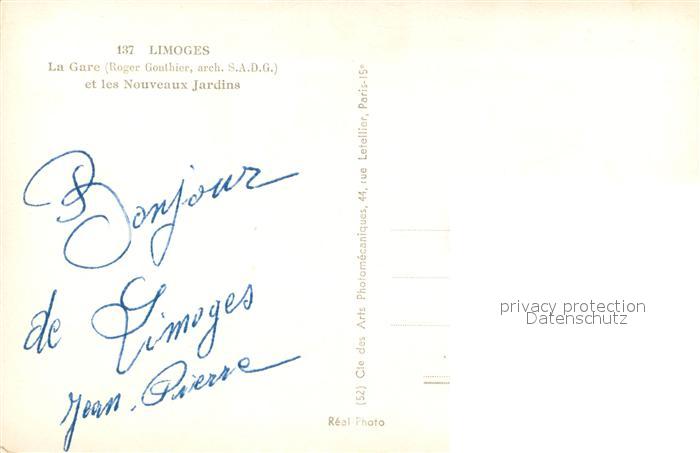 137 LIMOGES
La Gare (Roger Gonthier, arch. S.A.D.G.)
et les Nouveaux Jardins
Bonjour
de Limoges
Jean-Pierre
(52) Cie des Arts Photomécaniques, 44, rue Letellier, Paris-15e
Réal-Photo
privacy protection
Datenschutz